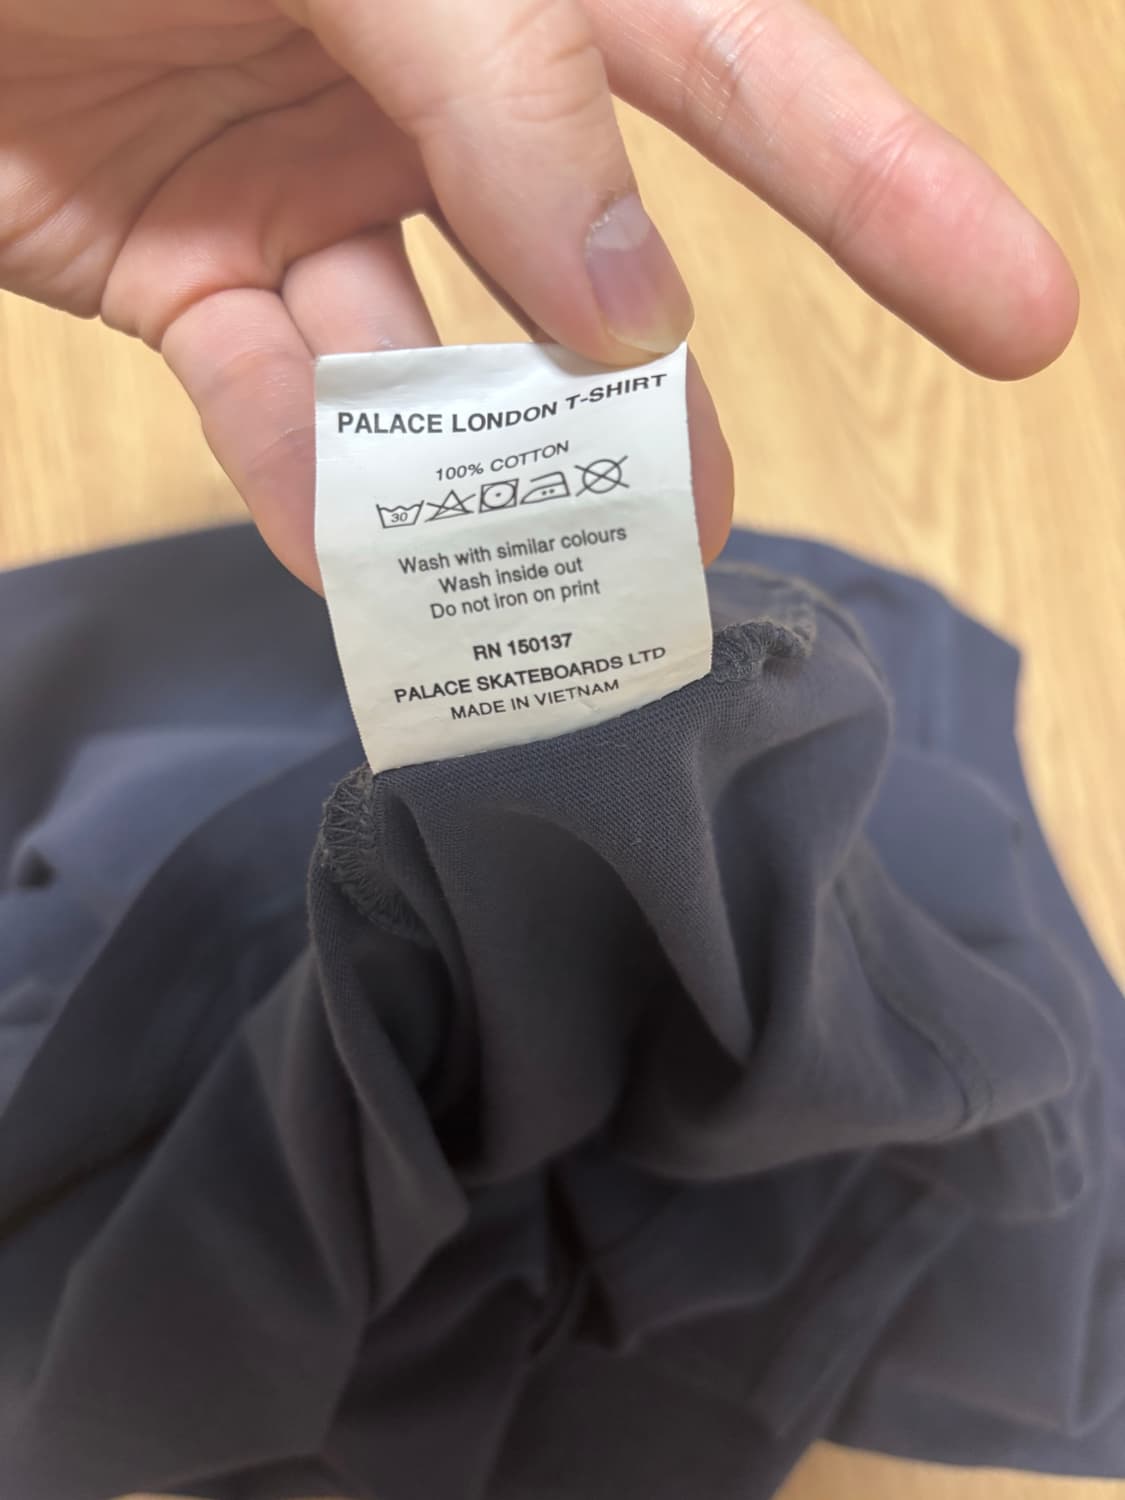 PALACE LONDON T-SHIRT
100% COTTON
30
Wash with similar colours
Wash inside out
Do not iron on print
RN 150137
PALACE SKATEBOARDS LTD
MADE IN VIETNAM